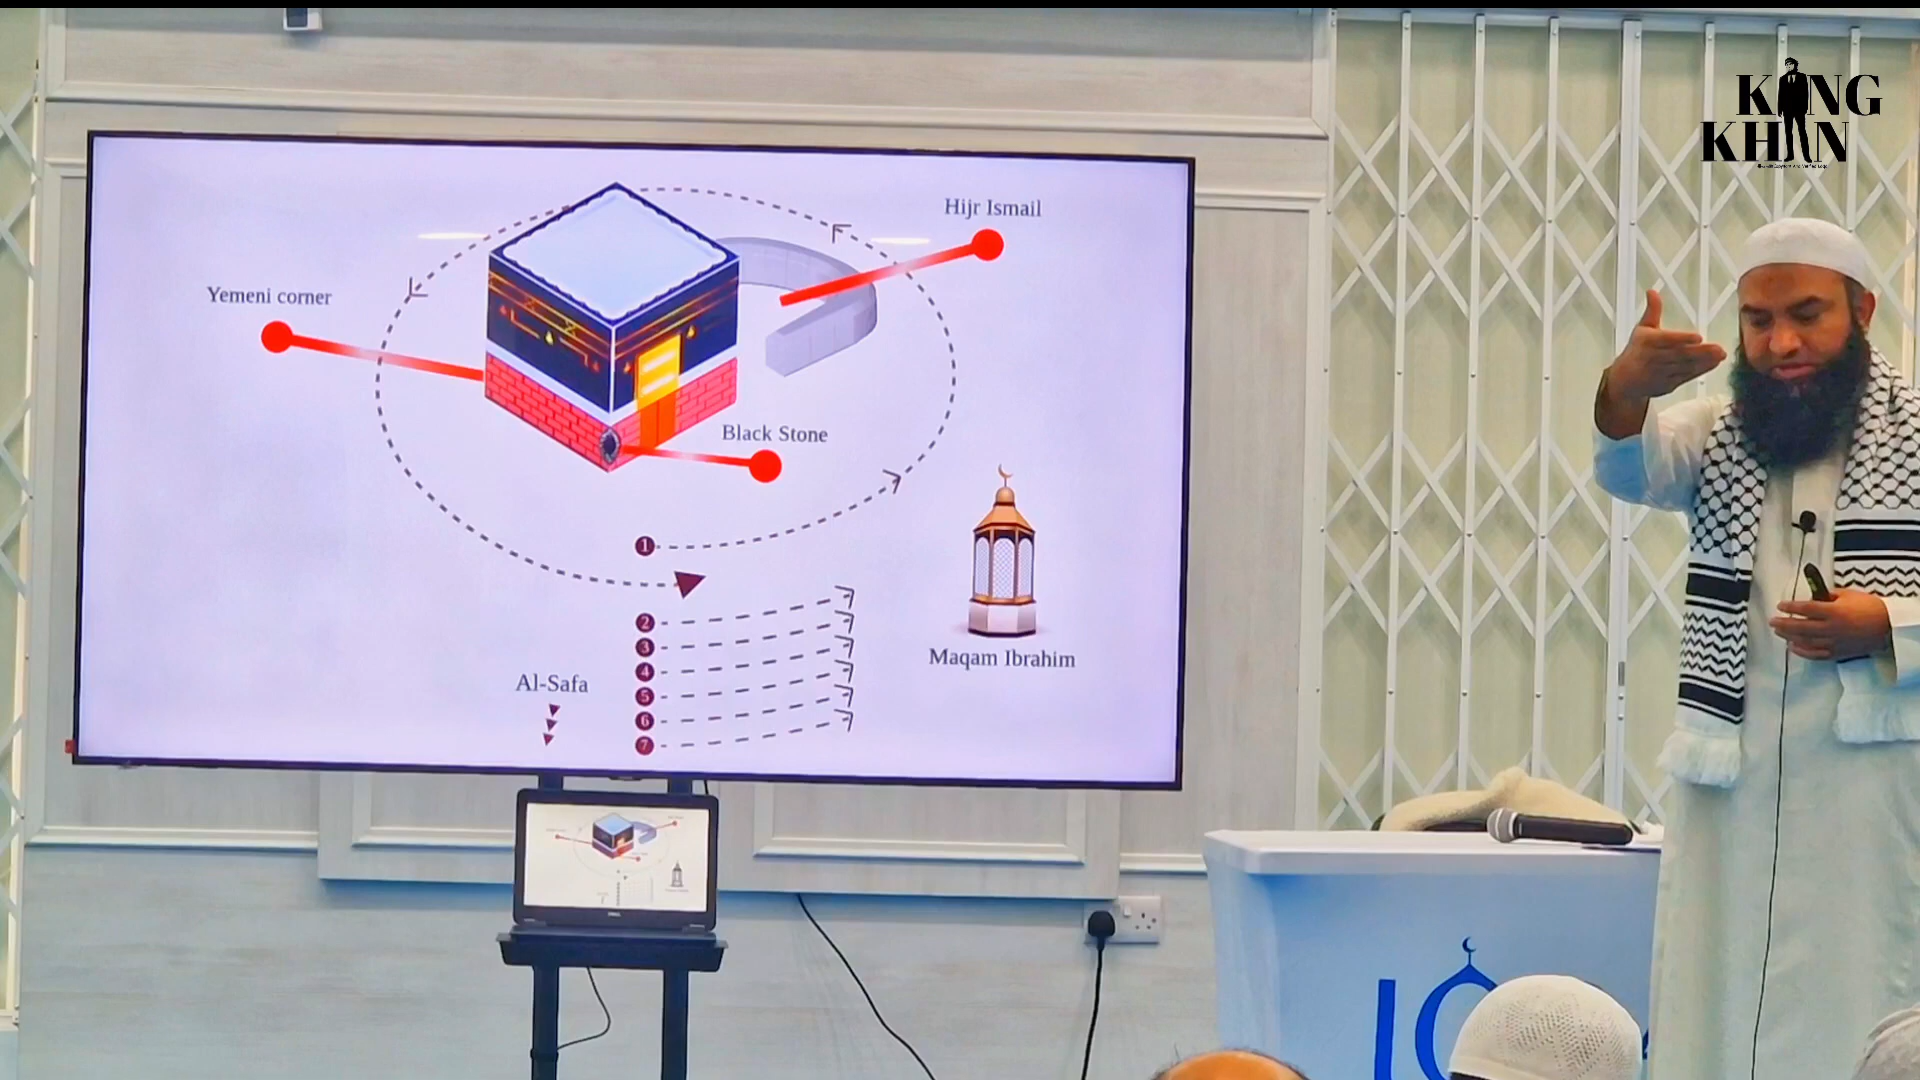 KING
KHAN
Hijr Ismail
Yemeni corner
Black Stone
1
2
3
4
5
6
7
Al-Safa
Maqam Ibrahim
DELL